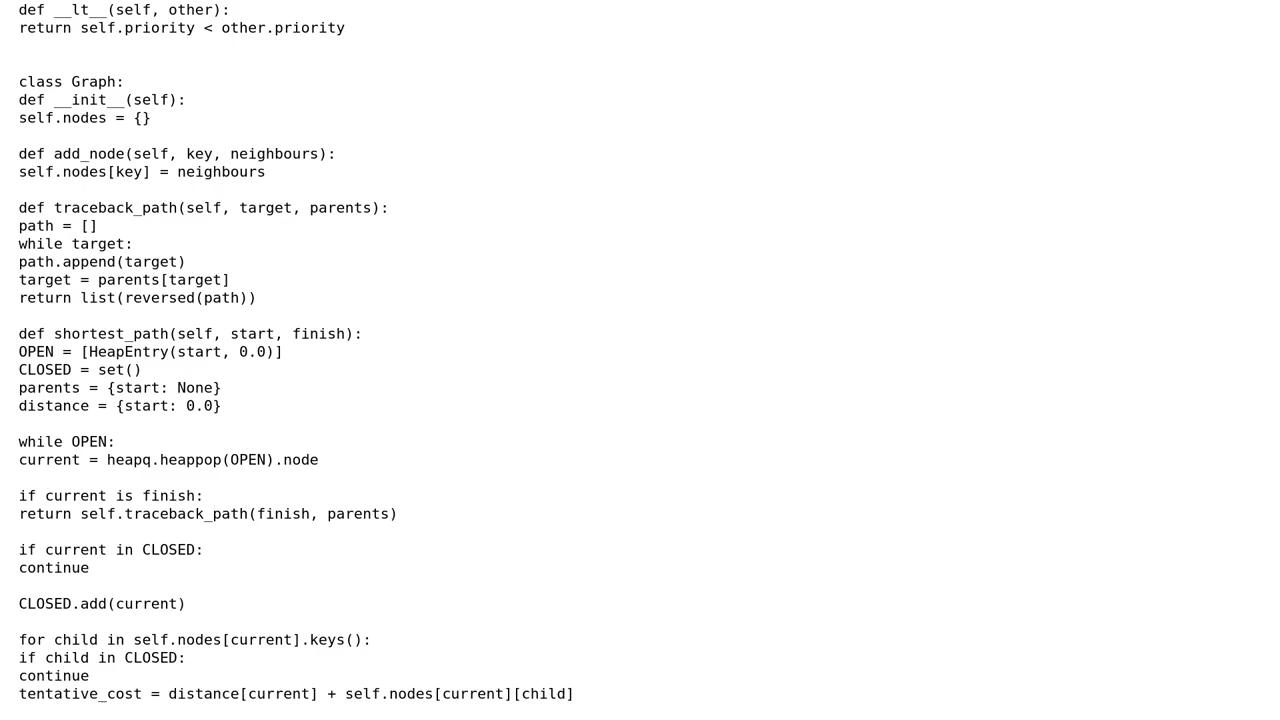 def __lt__(self, other):
return self.priority < other.priority
class Graph:
def __init__(self):
self.nodes = {}
def add_node(self, key, neighbours):
self.nodes[key] = neighbours
def traceback_path(self, target, parents):
path = []
while target:
path.append(target)
target = parents[target]
return list(reversed(path))
def shortest_path(self, start, finish):
OPEN = [HeapEntry(start, 0.0)]
CLOSED = set()
parents = {start: None}
distance = {start: 0.0}
while OPEN:
current = heapq.heappop(OPEN).node
if current is finish:
return self.traceback_path(finish, parents)
if current in CLOSED:
continue
CLOSED.add(current)
for child in self.nodes[current].keys():
if child in CLOSED:
continue
tentative_cost = distance[current] + self.nodes[current][child]